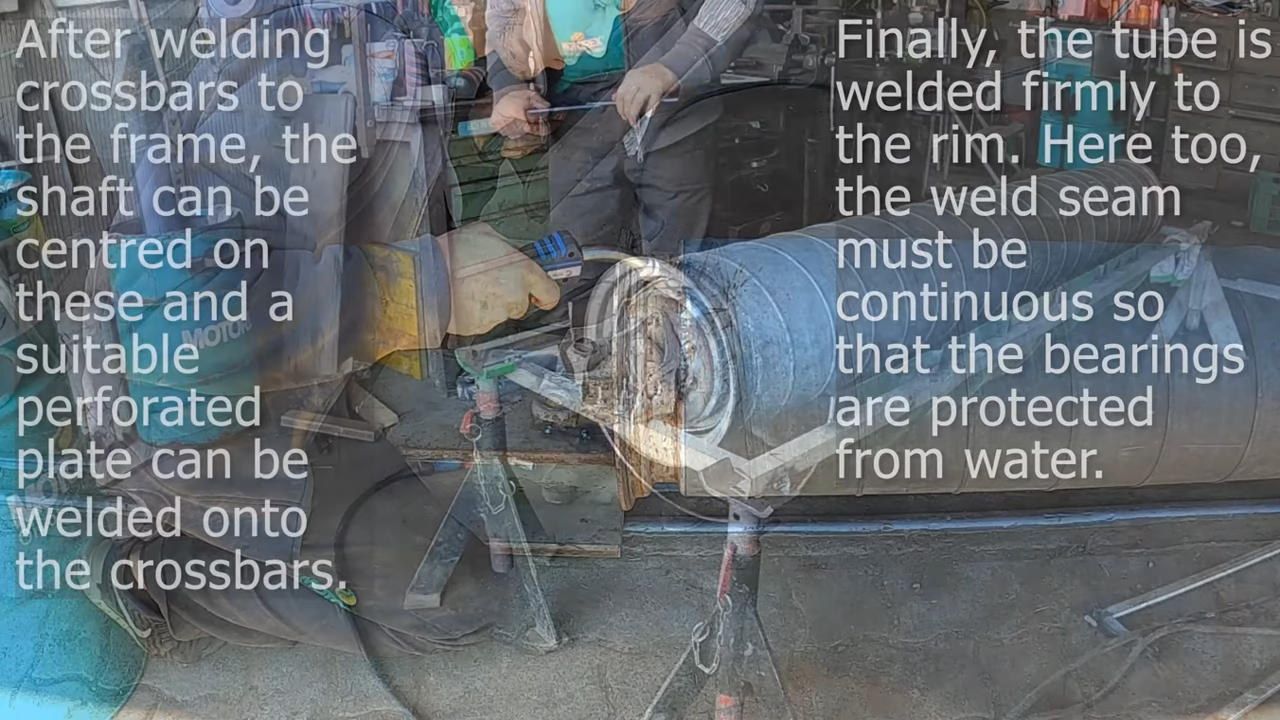 After welding
crossbars to
the frame, the
shaft can be
centred on
these and a
suitable
perforated
plate can be
welded onto
the crossbars.
Finally, the tube is
welded firmly to
the rim. Here too,
the weld seam
must be
continuous so
that the bearings
are protected
from water.
MOTOR